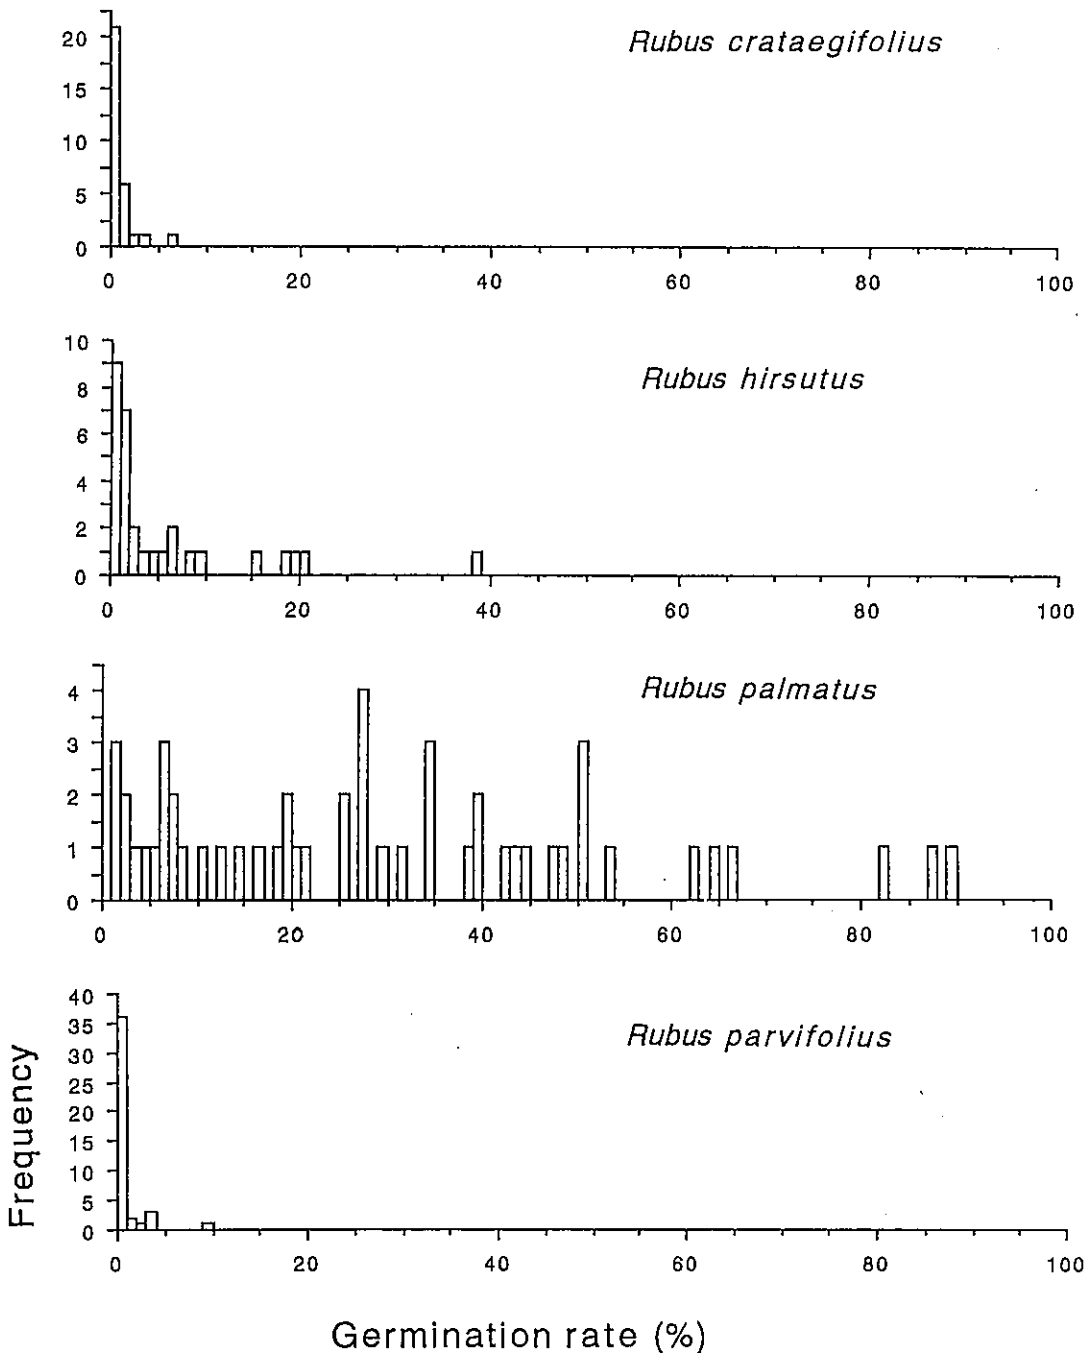 Rubus crataegifolius
20
15
10
5
0
0 20 40 60 80 100
Rubus hirsutus
10
8
6
4
2
0
0 20 40 60 80 100
Rubus palmatus
4
3
2
1
0
0 20 40 60 80 100
Rubus parvifolius
40
35
30
25
20
15
10
5
0
0 20 40 60 80 100
Frequency
Germination rate (%)